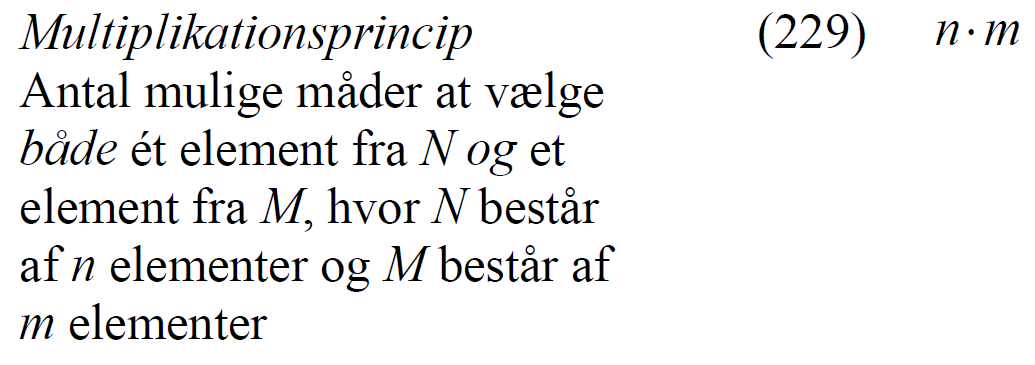 Multiplikationsprincip (229) n · m
Antal mulige måder at vælge
både ét element fra N og et
element fra M, hvor N består
af n elementer og M består af
m elementer